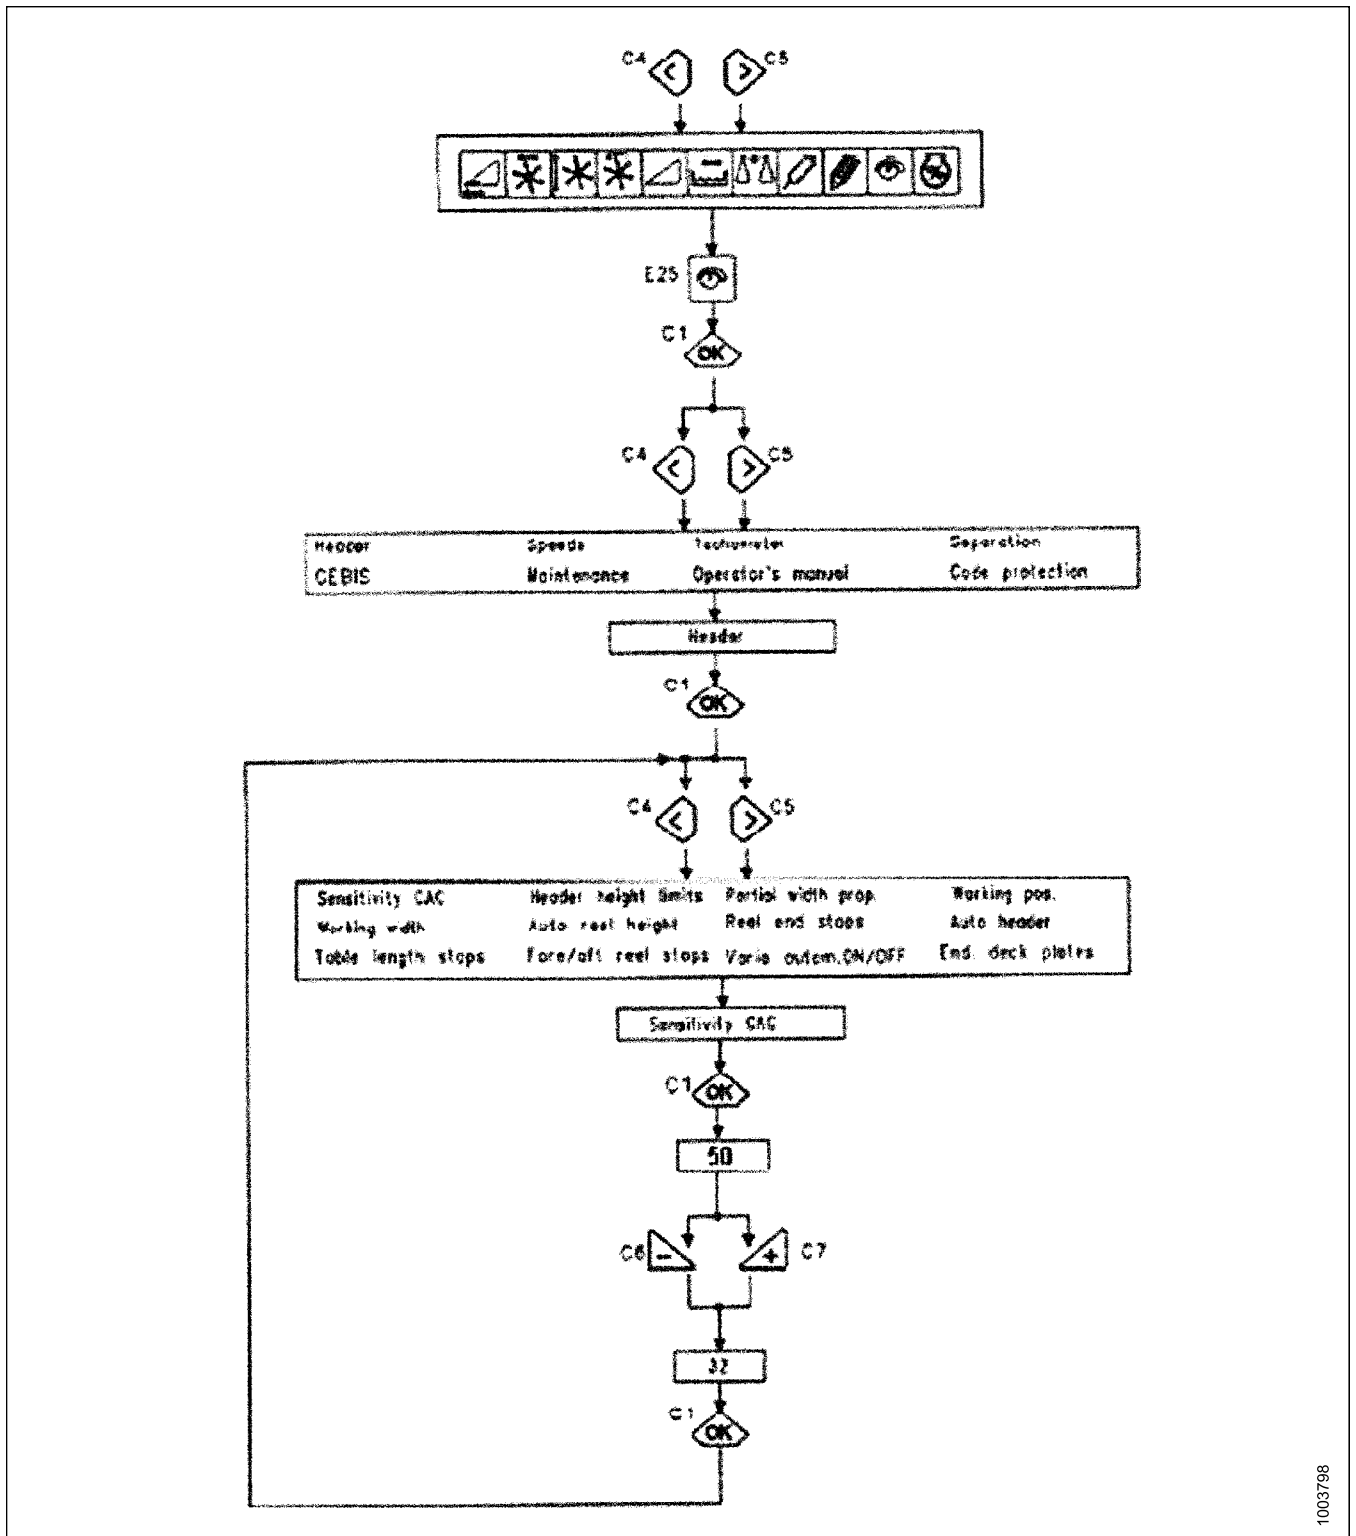 C4 < > C5
E25
C1
OK
C4 < > C5
Header Speeds Tachometer Separation
CEBIS Maintenance Operator's manual Code protection
Header
C1
OK
C4 < > C5
Sensitivity CAC Header height limits Partial width prop. Working pos.
Working width Auto reel height Reel end stops Auto header
Table length stops Fore/aft reel stops Vario autom.ON/OFF End. deck plates
Sensitivity CAC
C1
OK
50
C6 - + C7
32
C1
OK
1003798